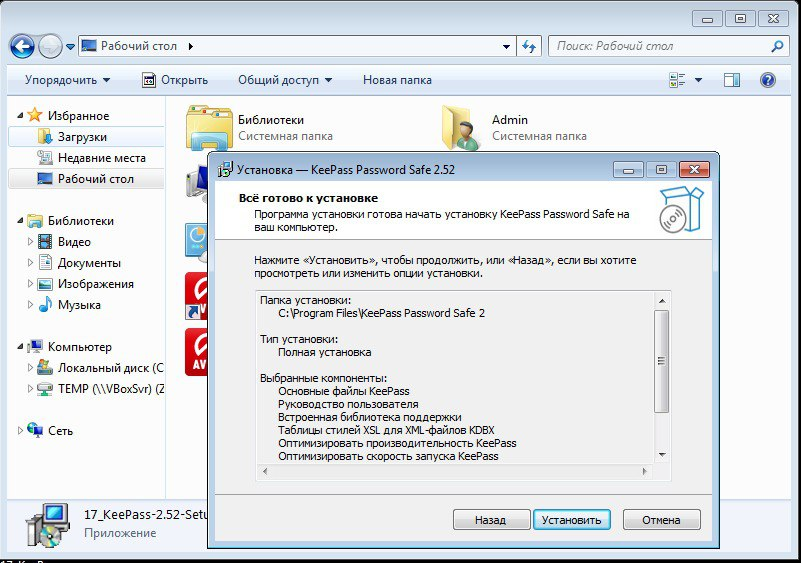 Рабочий стол
Поиск: Рабочий стол
Упорядочить
Открыть
Общий доступ
Новая папка
Избранное
Загрузки
Недавние места
Рабочий стол
Библиотеки
Видео
Документы
Изображения
Музыка
Компьютер
Локальный диск (C
TEMP (\\VBoxSvr) (Z
Сеть
Библиотеки
Системная папка
Admin
Системная папка
Установка — KeePass Password Safe 2.52
Всё готово к установке
Программа установки готова начать установку KeePass Password Safe на
ваш компьютер.
Нажмите «Установить», чтобы продолжить, или «Назад», если вы хотите
просмотреть или изменить опции установки.
Папка установки:
C:\Program Files\KeePass Password Safe 2
Тип установки:
Полная установка
Выбранные компоненты:
Основные файлы KeePass
Руководство пользователя
Встроенная библиотека поддержки
Таблицы стилей XSL для XML-файлов KDBX
Оптимизировать производительность KeePass
Оптимизировать скорость запуска KeePass
Назад
Установить
Отмена
17_KeePass-2.52-Setu
Приложение